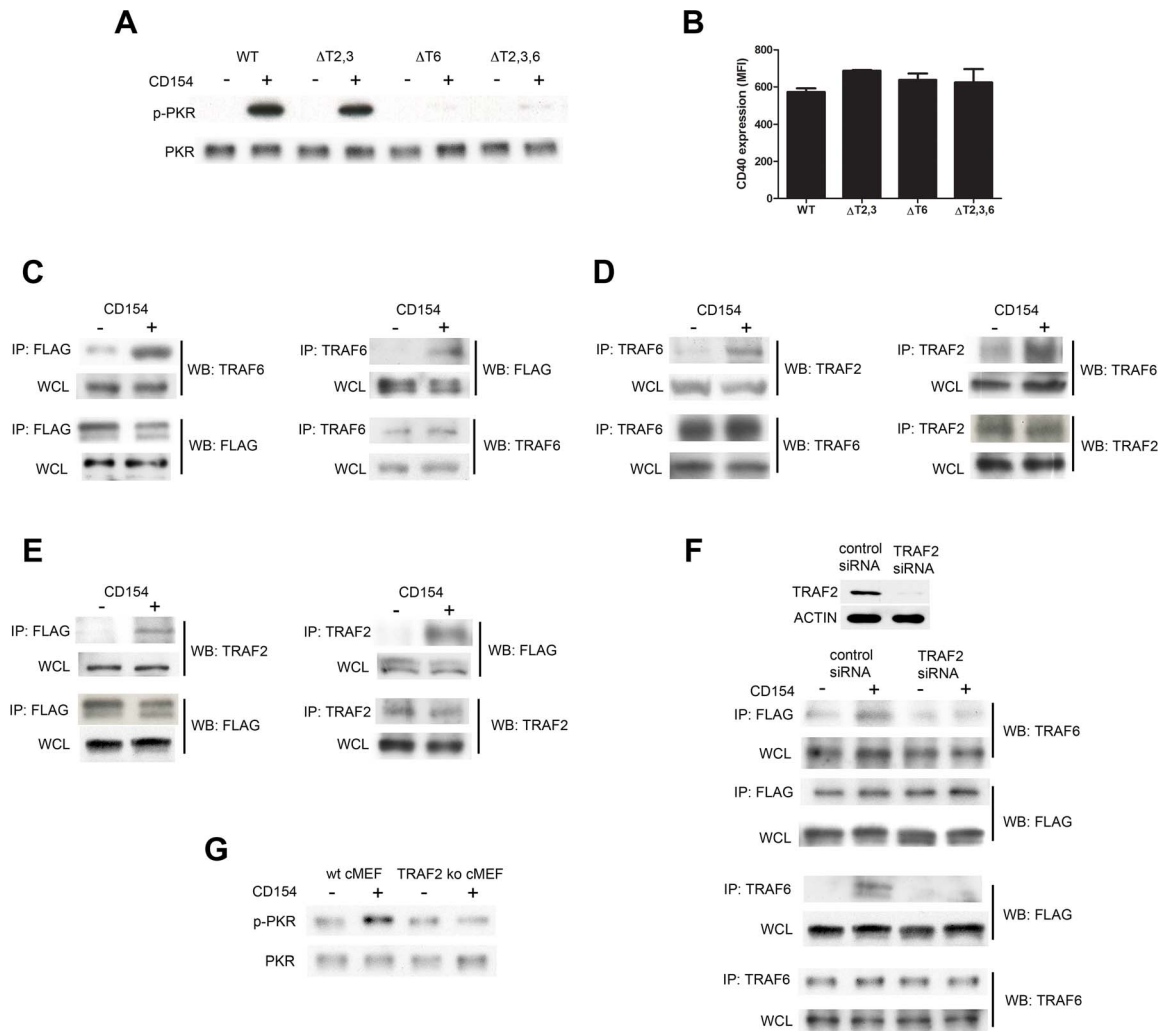 A
WT ΔT2,3 ΔT6 ΔT2,3,6
CD154 - + - + - + - +
p-PKR
PKR
B
CD40 expression (MFI)
800
600
400
200
0
WT ΔT2,3 ΔT6 ΔT2,3,6
C
CD154
- +
IP: FLAG
WCL
WB: TRAF6
IP: FLAG
WCL
WB: FLAG
CD154
- +
IP: TRAF6
WCL
WB: FLAG
IP: TRAF6
WCL
WB: TRAF6
D
CD154
- +
IP: TRAF6
WCL
WB: TRAF2
IP: TRAF6
WCL
WB: TRAF6
CD154
- +
IP: TRAF2
WCL
WB: TRAF6
IP: TRAF2
WCL
WB: TRAF2
E
CD154
- +
IP: FLAG
WCL
WB: TRAF2
IP: FLAG
WCL
WB: FLAG
CD154
- +
IP: TRAF2
WCL
WB: FLAG
IP: TRAF2
WCL
WB: TRAF2
F
control TRAF2
siRNA siRNA
TRAF2
ACTIN
control TRAF2
siRNA siRNA
CD154 - + - +
IP: FLAG
WCL
WB: TRAF6
IP: FLAG
WCL
WB: FLAG
IP: TRAF6
WCL
WB: FLAG
IP: TRAF6
WCL
WB: TRAF6
G
wt cMEF TRAF2 ko cMEF
CD154 - + - +
p-PKR
PKR